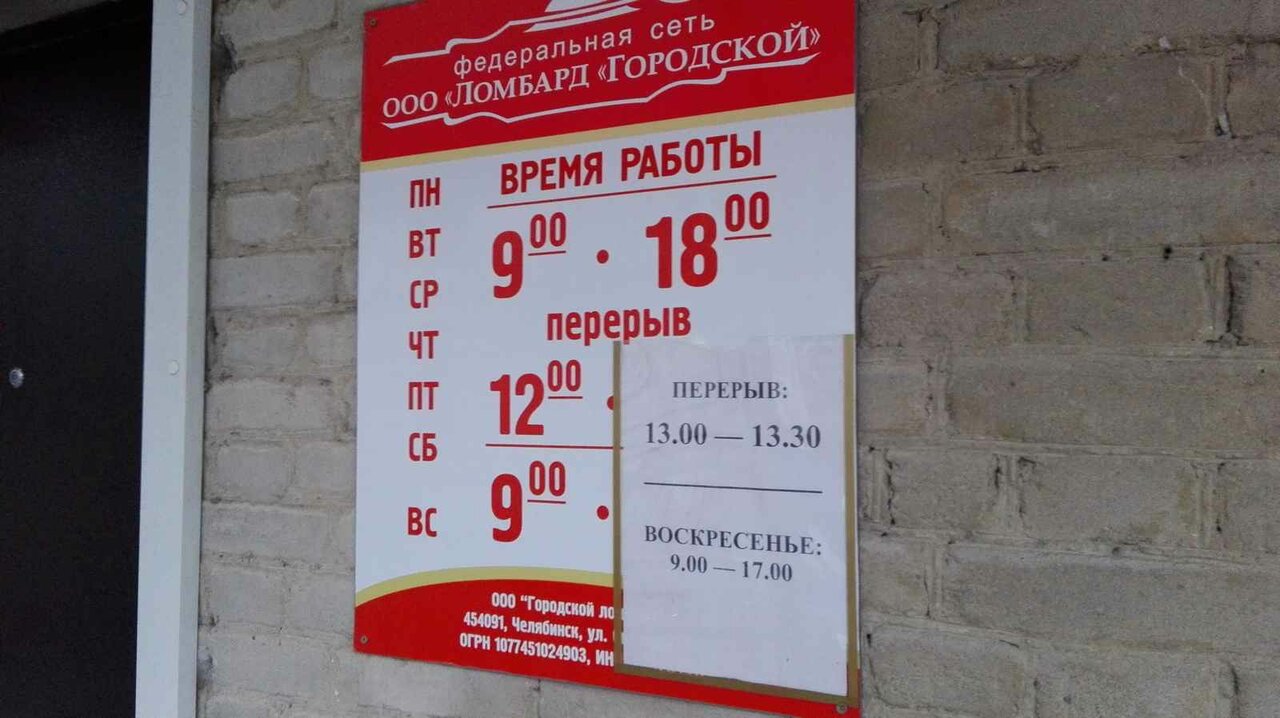 федеральная сеть
ООО «ЛОМБАРД «ГОРОДСКОЙ»
ВРЕМЯ РАБОТЫ
ПН
ВТ
СР
ЧТ
ПТ
СБ
9 00 · 18 00
перерыв
12 00 ·
ВС
9 00 ·
ПЕРЕРЫВ:
13.00 — 13.30
ВОСКРЕСЕНЬЕ:
9.00 — 17.00
ООО "Городской
454091, Челябинск, ул.
ОГРН 1077451024903,